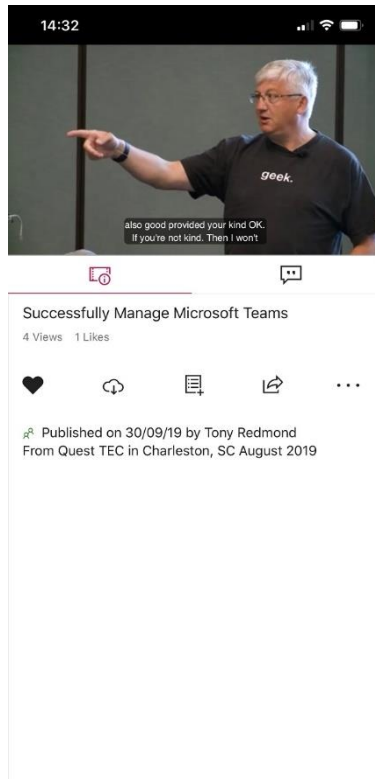 14:32
geek.
also good provided your kind OK.
If you're not kind. Then I won't
Successfully Manage Microsoft Teams
4 Views 1 Likes
Published on 30/09/19 by Tony Redmond
From Quest TEC in Charleston, SC August 2019